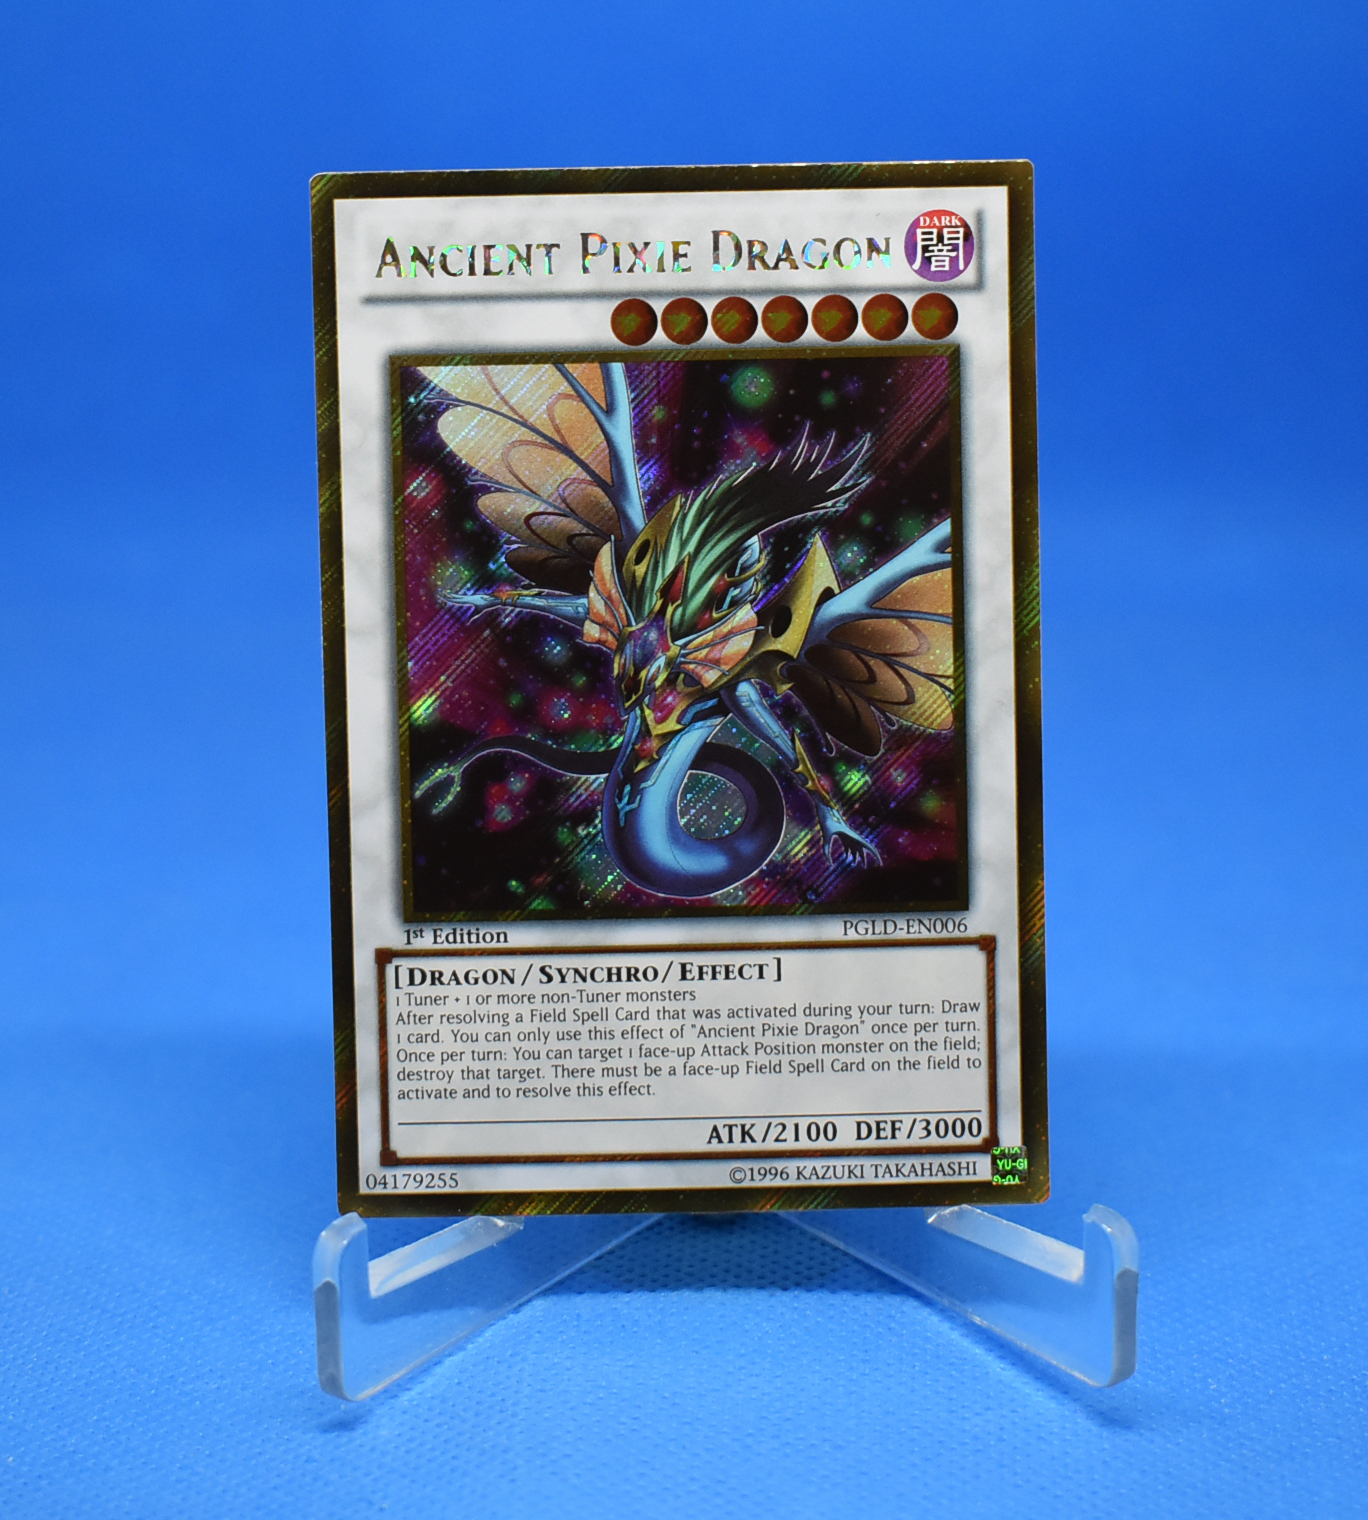 ANCIENT PIXIE DRAGON
DARK
闇
1st Edition
PGLD-EN006
[DRAGON/SYNCHRO/EFFECT]
1 Tuner + 1 or more non-Tuner monsters
After resolving a Field Spell Card that was activated during your turn: Draw
1 card. You can only use this effect of "Ancient Pixie Dragon" once per turn.
Once per turn: You can target 1 face-up Attack Position monster on the field;
destroy that target. There must be a face-up Field Spell Card on the field to
activate and to resolve this effect.
ATK/2100 DEF/3000
04179255
©1996 KAZUKI TAKAHASHI
YU-GI